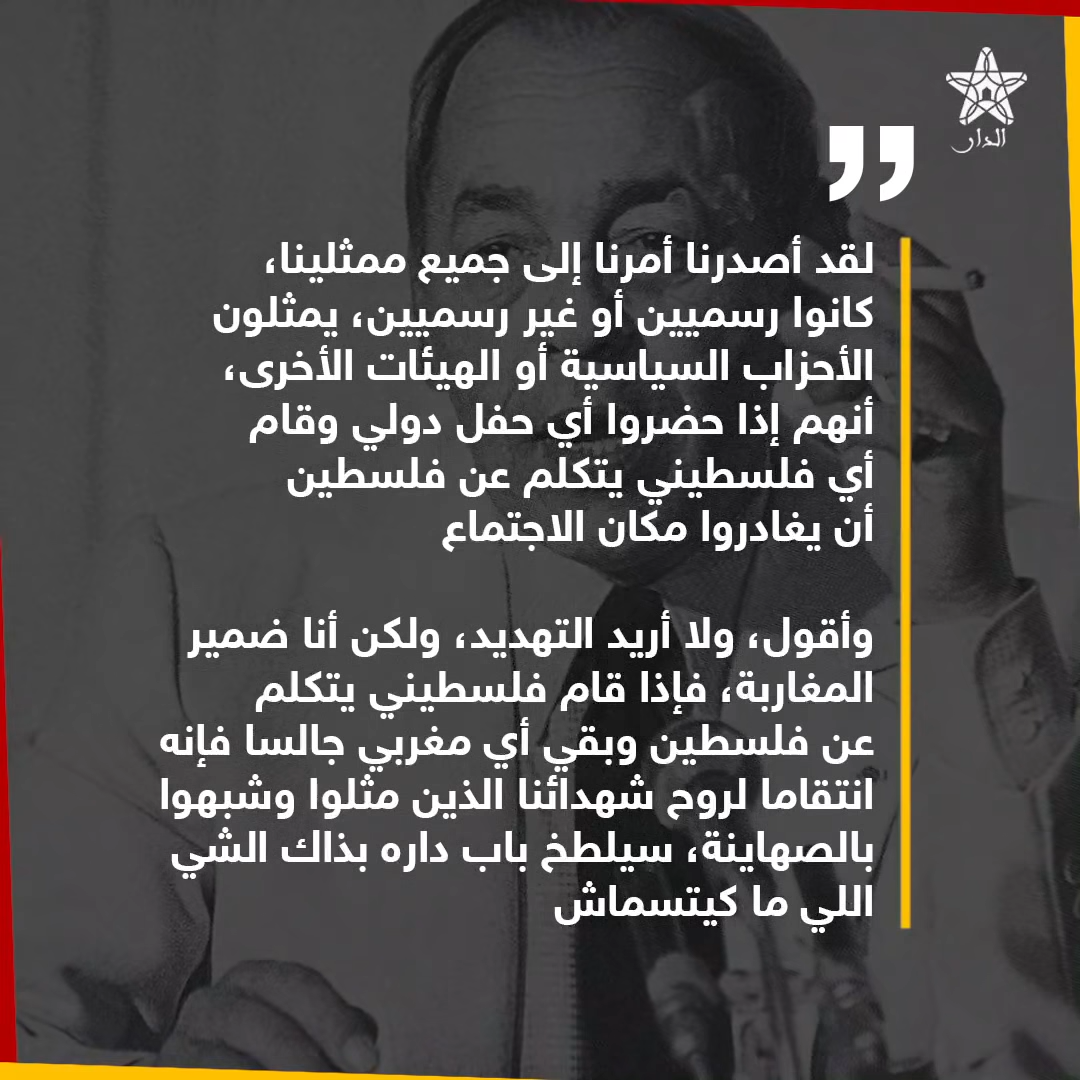 الدار
”
لقد أصدرنا أمرنا إلى جميع ممثلينا،
كانوا رسميين أو غير رسميين، يمثلون
الأحزاب السياسية أو الهيئات الأخرى،
أنهم إذا حضروا أي حفل دولي وقام
أي فلسطيني يتكلم عن فلسطين
أن يغادروا مكان الاجتماع
وأقول، ولا أريد التهديد، ولكن أنا ضمير
المغاربة، فإذا قام فلسطيني يتكلم
عن فلسطين وبقي أي مغربي جالسا فإنه
انتقاما لروح شهدائنا الذين مثلوا وشبهوا
بالصهاينة، سيلطخ باب داره بذاك الشي
اللي ما كيتسماش